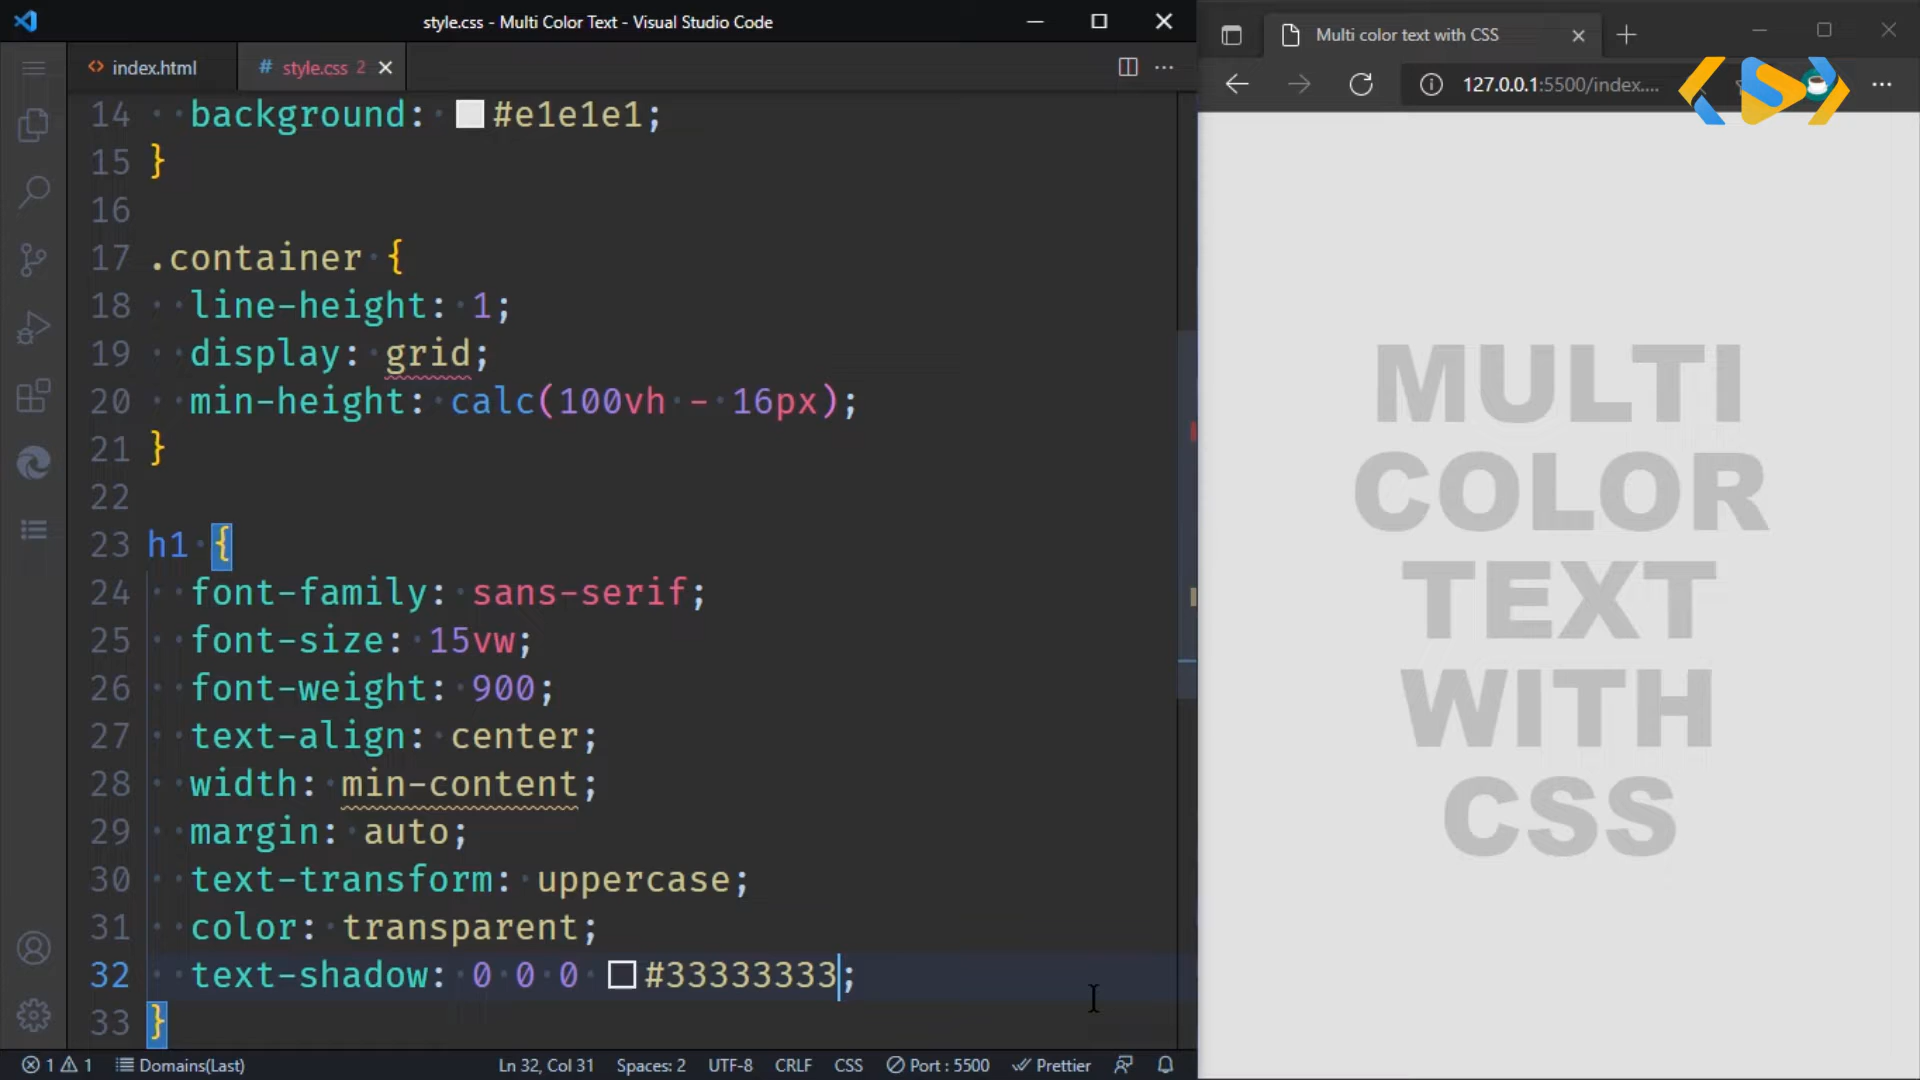 style.css - Multi Color Text - Visual Studio Code
index.html
# style.css 2
14 background: #e1e1e1;
15 }
16
17 .container {
18 line-height: 1;
19 display: grid;
20 min-height: calc(100vh - 16px);
21 }
22
23 h1 {
24 font-family: sans-serif;
25 font-size: 15vw;
26 font-weight: 900;
27 text-align: center;
28 width: min-content;
29 margin: auto;
30 text-transform: uppercase;
31 color: transparent;
32 text-shadow: 0 0 0 #33333333;
33 }
1 1 Domains(Last) Ln 32, Col 31 Spaces: 2 UTF-8 CRLF CSS Port : 5500 Prettier
Multi color text with CSS
127.0.0.1:5500/index....
MULTI
COLOR
TEXT
WITH
CSS